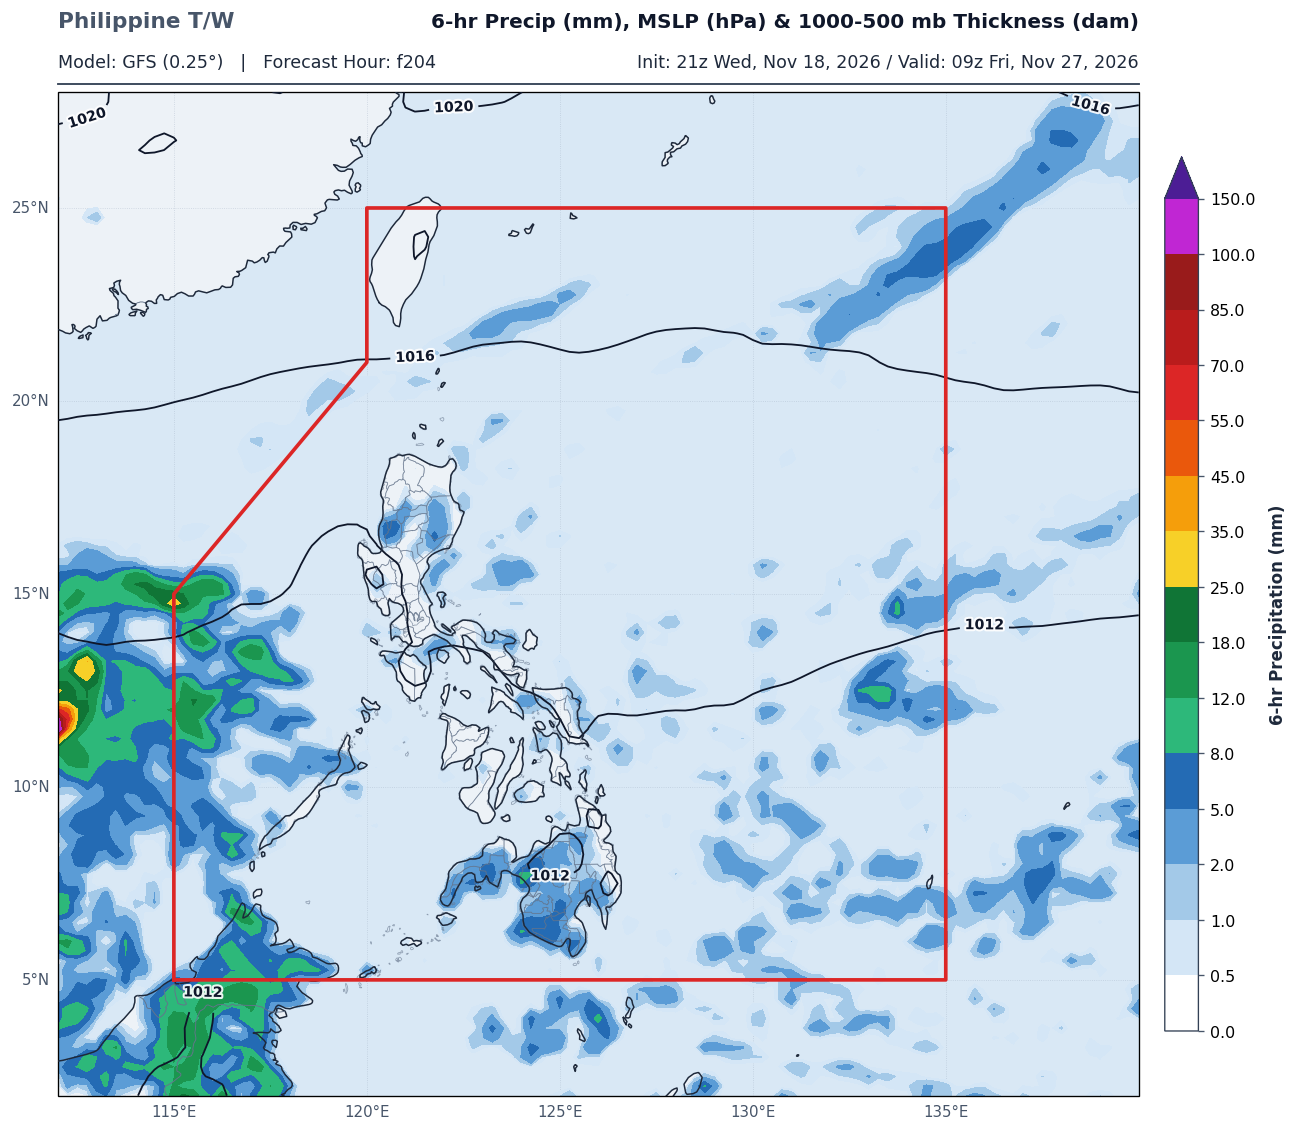 Philippine T/W
6-hr Precip (mm), MSLP (hPa) & 1000-500 mb Thickness (dam)
Model: GFS (0.25°) | Forecast Hour: f204
Init: 21z Wed, Nov 18, 2026 / Valid: 09z Fri, Nov 27, 2026
1020
1020
1016
150.0
25°N
100.0
85.0
1016
70.0
20°N
55.0
45.0
35.0
15°N
25.0
1012
18.0
12.0
10°N
8.0
5.0
1012
2.0
1.0
5°N
1012
0.5
0.0
6-hr Precipitation (mm)
115°E
120°E
125°E
130°E
135°E